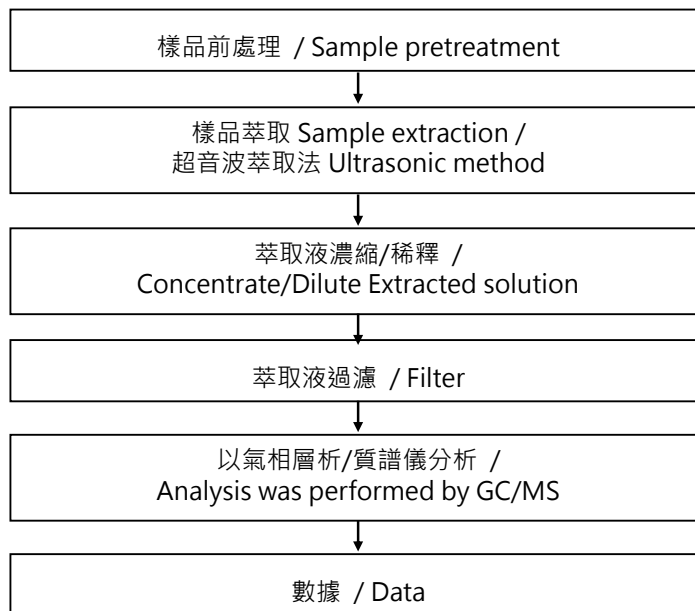 樣品前處理 / Sample pretreatment
樣品萃取 Sample extraction /
超音波萃取法 Ultrasonic method
萃取液濃縮/稀釋 /
Concentrate/Dilute Extracted solution
萃取液過濾 / Filter
以氣相層析/質譜儀分析 /
Analysis was performed by GC/MS
數據 / Data